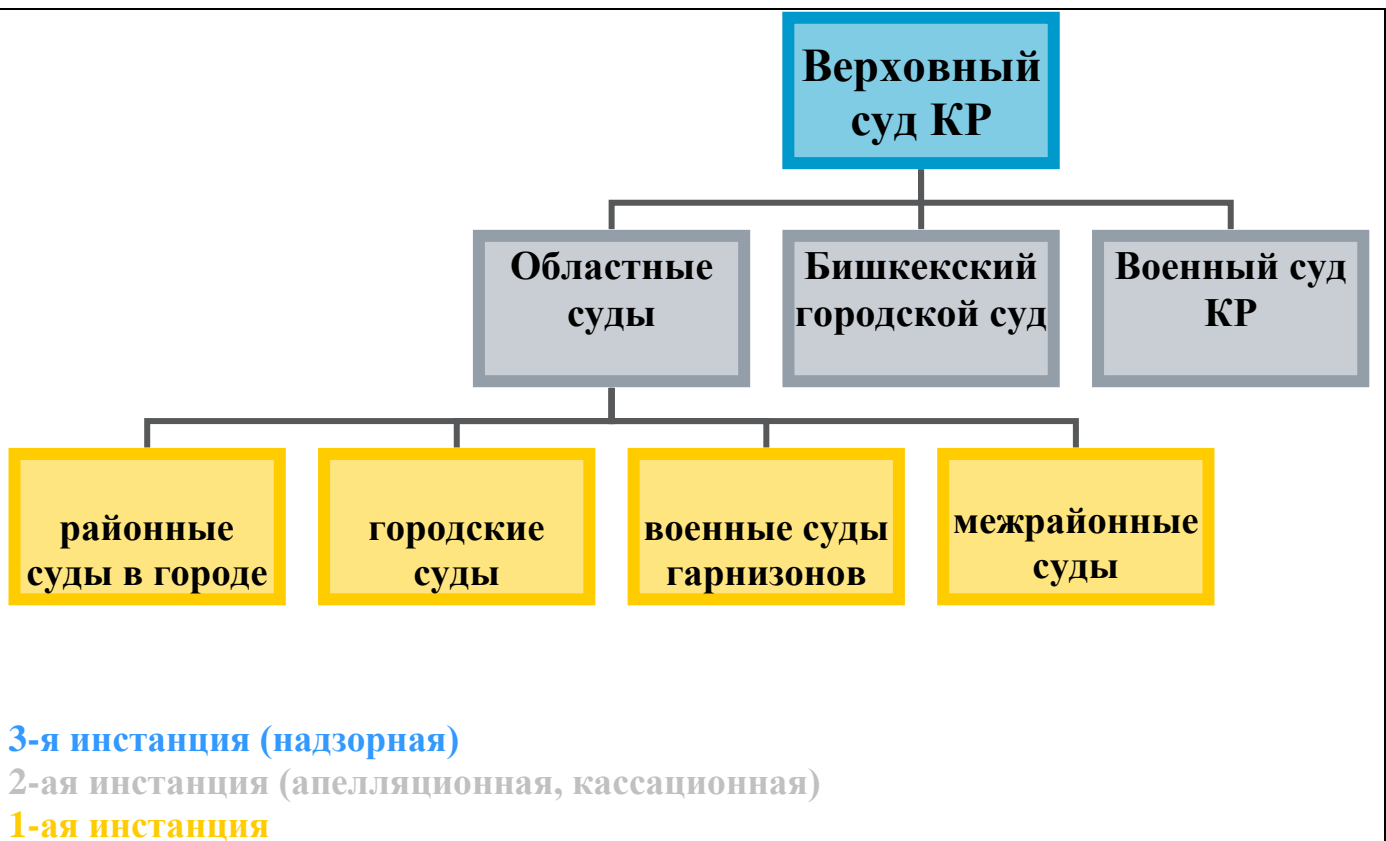 Верховный
суд КР
Областные
суды
Бишкекский
городской суд
Военный суд
КР
районные
суды в городе
городские
суды
военные суды
гарнизонов
межрайонные
суды
3-я инстанция (надзорная)
2-ая инстанция (апелляционная, кассационная)
1-ая инстанция